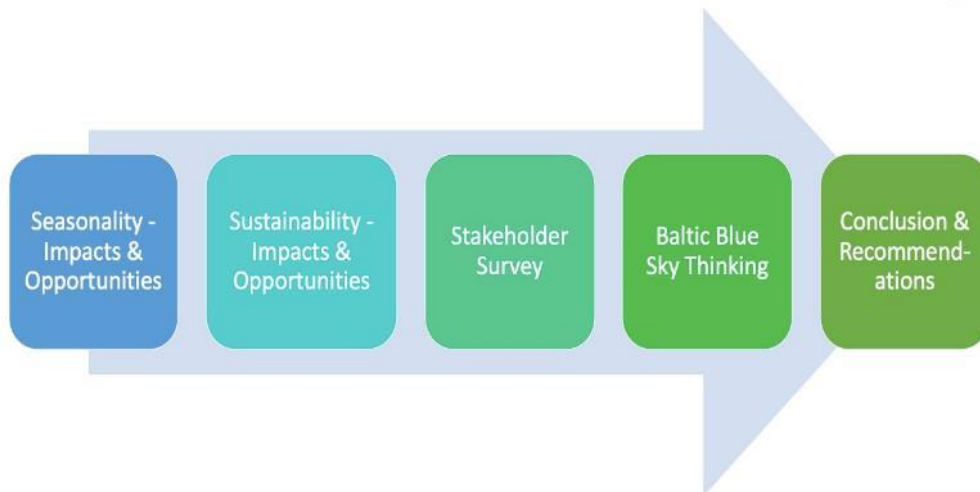 Seasonality -
Impacts &
Opportunities
Sustainability -
Impacts &
Opportunities
Stakeholder
Survey
Baltic Blue
Sky Thinking
Conclusion &
Recommend-
ations